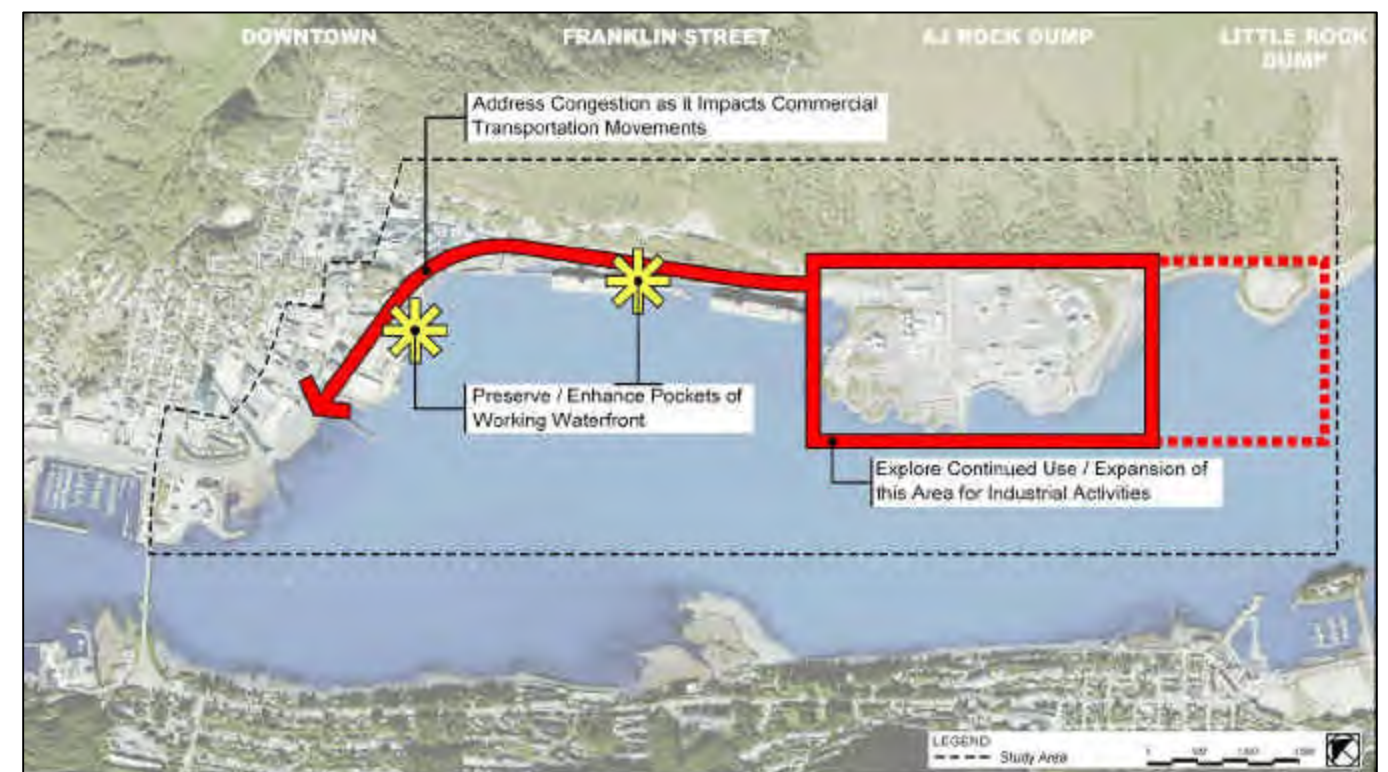 DOWNTOWN
FRANKLIN STREET
AJ ROCK DUMP
LITTLE ROCK
DUMP
Address Congestion as it Impacts Commercial
Transportation Movements
Preserve / Enhance Pockets of
Working Waterfront
Explore Continued Use / Expansion of
this Area for Industrial Activities
LEGEND
Study Area
0